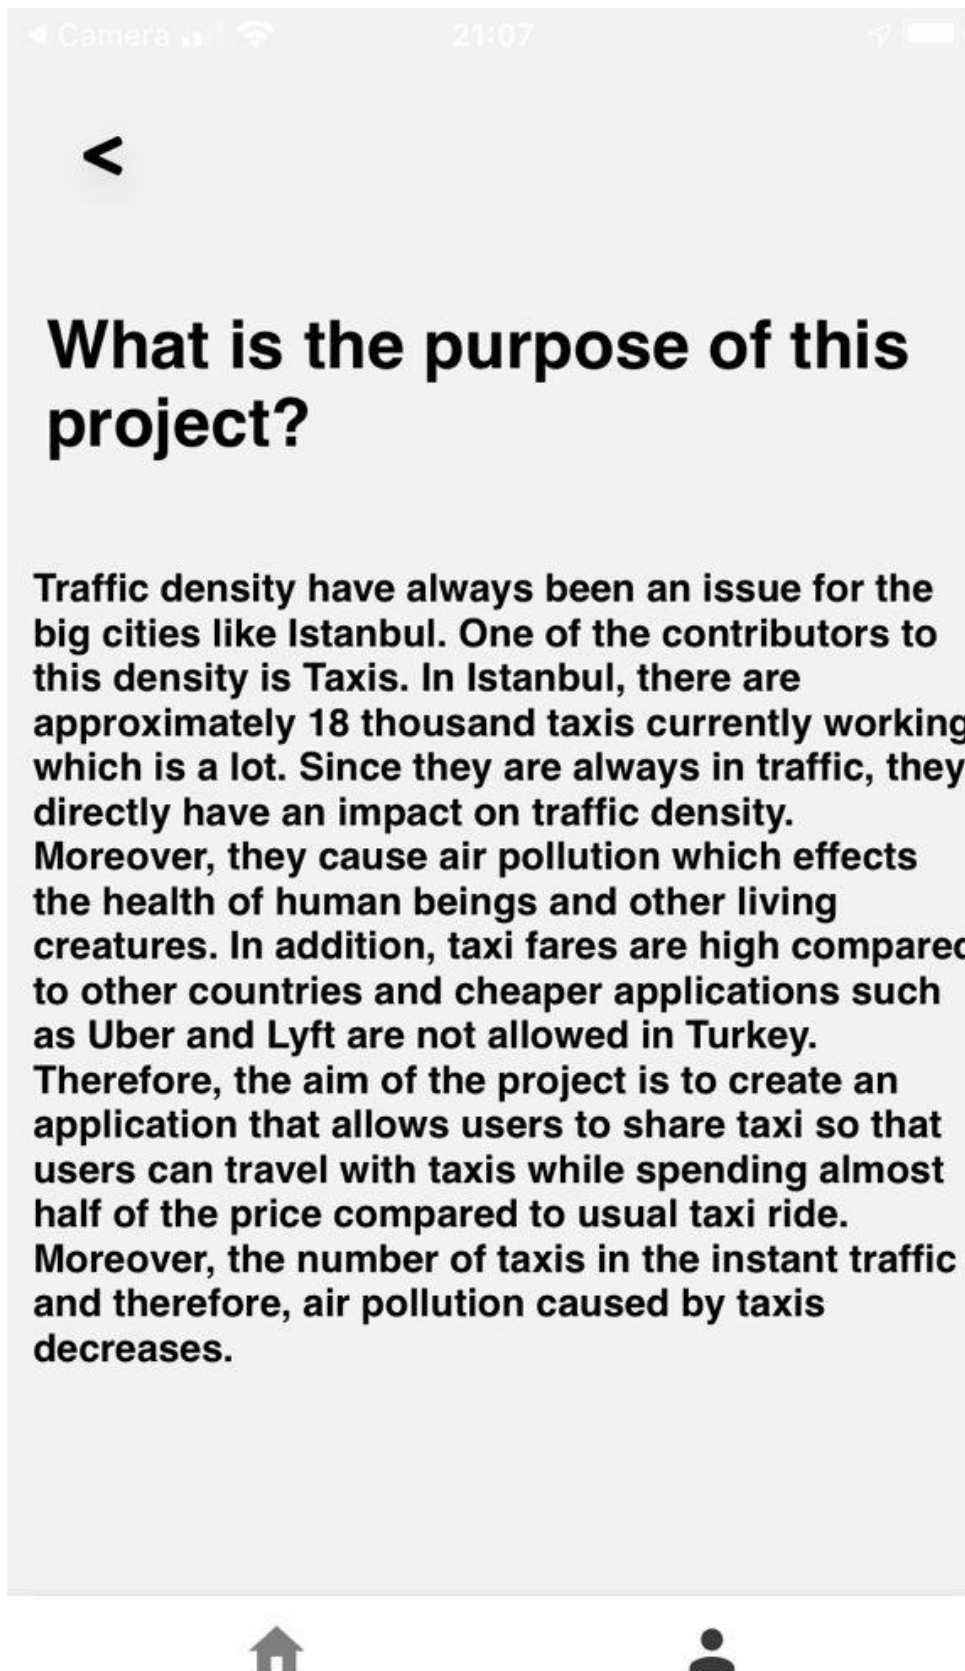 Camera
21:07
<
What is the purpose of this
project?
Traffic density have always been an issue for the
big cities like Istanbul. One of the contributors to
this density is Taxis. In Istanbul, there are
approximately 18 thousand taxis currently working
which is a lot. Since they are always in traffic, they
directly have an impact on traffic density.
Moreover, they cause air pollution which effects
the health of human beings and other living
creatures. In addition, taxi fares are high compared
to other countries and cheaper applications such
as Uber and Lyft are not allowed in Turkey.
Therefore, the aim of the project is to create an
application that allows users to share taxi so that
users can travel with taxis while spending almost
half of the price compared to usual taxi ride.
Moreover, the number of taxis in the instant traffic
and therefore, air pollution caused by taxis
decreases.